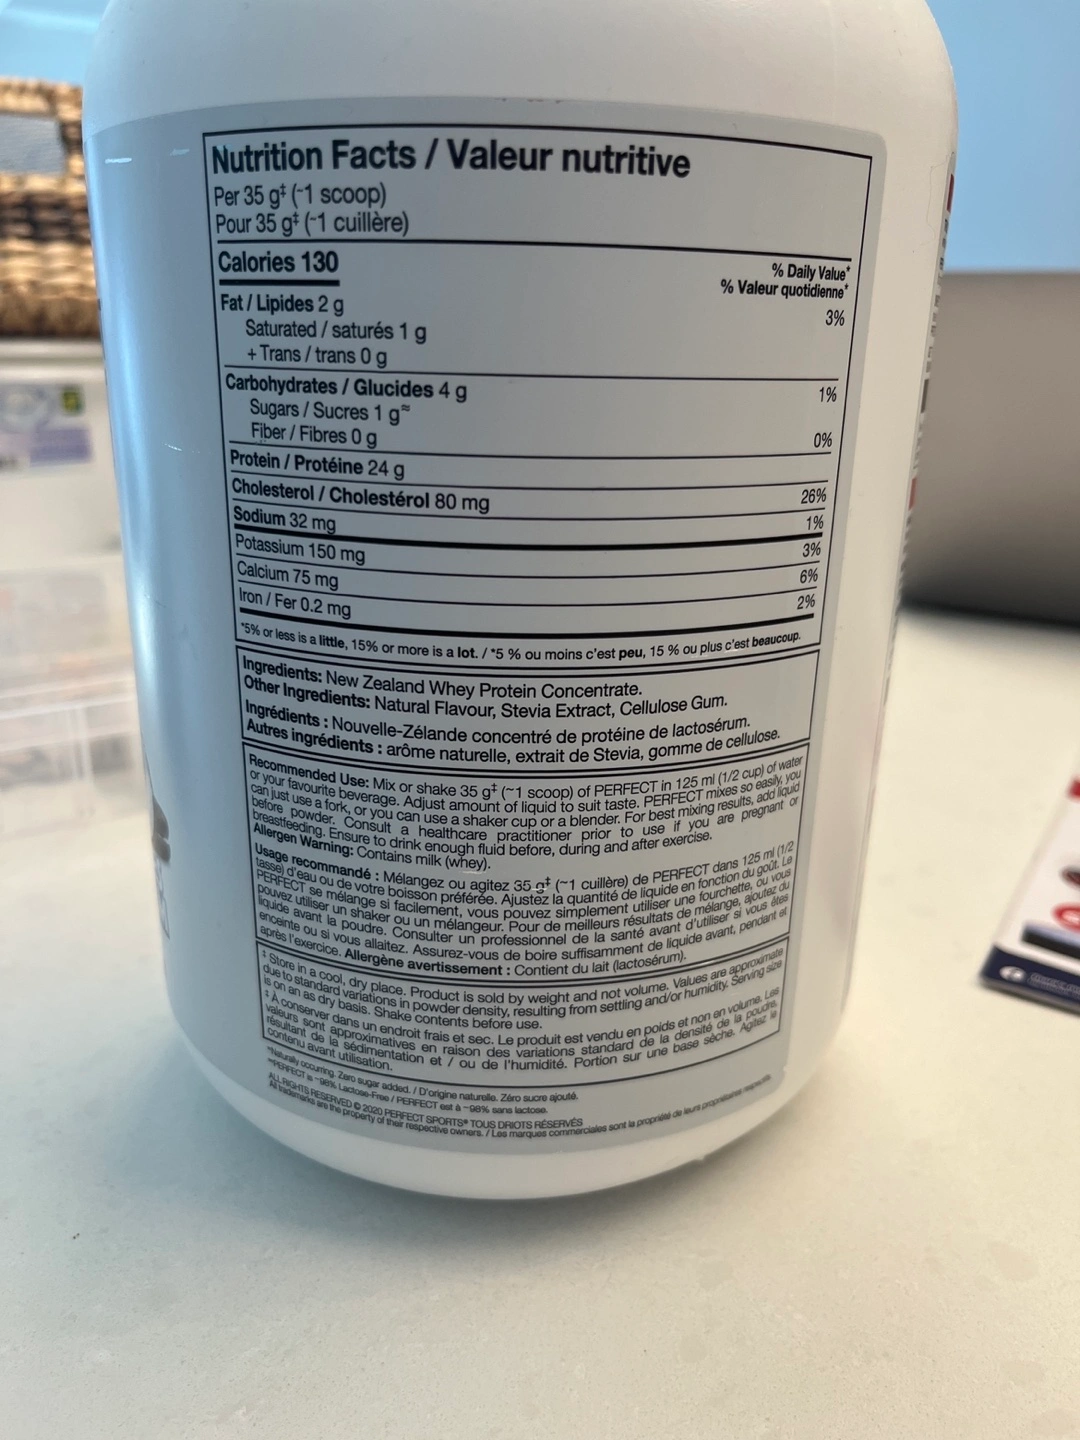 Nutrition Facts / Valeur nutritive
Per 35 g‡ (~1 scoop)
Pour 35 g‡ (~1 cuillère)
Calories 130
% Daily Value*
% Valeur quotidienne*
Fat / Lipides 2 g 3%
Saturated / saturés 1 g
+ Trans / trans 0 g
Carbohydrates / Glucides 4 g 1%
Sugars / Sucres 1 g≈
Fiber / Fibres 0 g 0%
Protein / Protéine 24 g
Cholesterol / Cholestérol 80 mg 26%
Sodium 32 mg 1%
Potassium 150 mg 3%
Calcium 75 mg 6%
Iron / Fer 0.2 mg 2%
*5% or less is a little, 15% or more is a lot. / *5 % ou moins c'est peu, 15 % ou plus c'est beaucoup.
Ingredients: New Zealand Whey Protein Concentrate.
Other Ingredients: Natural Flavour, Stevia Extract, Cellulose Gum.
Ingrédients : Nouvelle-Zélande concentré de protéine de lactosérum.
Autres ingrédients : arôme naturelle, extrait de Stevia, gomme de cellulose.
Recommended Use: Mix or shake 35 g‡ (~1 scoop) of PERFECT in 125 ml (1/2 cup) of water
or your favourite beverage. Adjust amount of liquid to suit taste. PERFECT mixes so easily, you
can just use a fork, or you can use a shaker cup or a blender. For best mixing results, add liquid
before powder. Consult a healthcare practitioner prior to use if you are pregnant or
breastfeeding. Ensure to drink enough fluid before, during and after exercise.
Allergen Warning: Contains milk (whey).
Usage recommandé : Mélangez ou agitez 35 g‡ (~1 cuillère) de PERFECT dans 125 ml (1/2
tasse) d'eau ou de votre boisson préférée. Ajustez la quantité de liquide en fonction du goût. Le
PERFECT se mélange si facilement, vous pouvez simplement utiliser une fourchette, ou vous
pouvez utiliser un shaker ou un mélangeur. Pour de meilleurs résultats de mélange, ajoutez du
liquide avant la poudre. Consulter un professionnel de la santé avant d'utiliser si vous êtes
enceinte ou si vous allaitez. Assurez-vous de boire suffisamment de liquide avant, pendant et
après l'exercice. Allergène avertissement : Contient du lait (lactosérum).
‡ Store in a cool, dry place. Product is sold by weight and not volume. Values are approximate
due to standard variations in powder density, resulting from settling and/or humidity. Serving size
is on an as dry basis. Shake contents before use.
‡ À conserver dans un endroit frais et sec. Le produit est vendu en poids et non en volume. Les
valeurs sont approximatives en raison des variations standard de la densité de la poudre,
résultant de la sédimentation et / ou de l'humidité. Portion sur une base sèche. Agitez le
contenu avant utilisation.
≈Naturally occurring. Zero sugar added. / D'origine naturelle. Zéro sucre ajouté.
≈PERFECT is ~98% Lactose-Free / PERFECT est à ~98% sans lactose.
ALL RIGHTS RESERVED © 2020 PERFECT SPORTS® TOUS DRIOTS RÉSERVÉS
All trademarks are the property of their respective owners. / Les marques commerciales sont la propriété de leurs propriétaires respectifs.